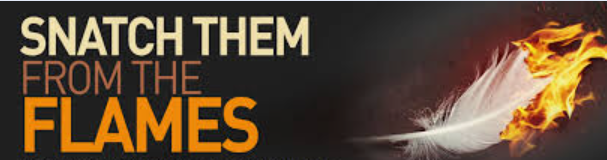 SNATCH THEM
FROM THE
FLAMES